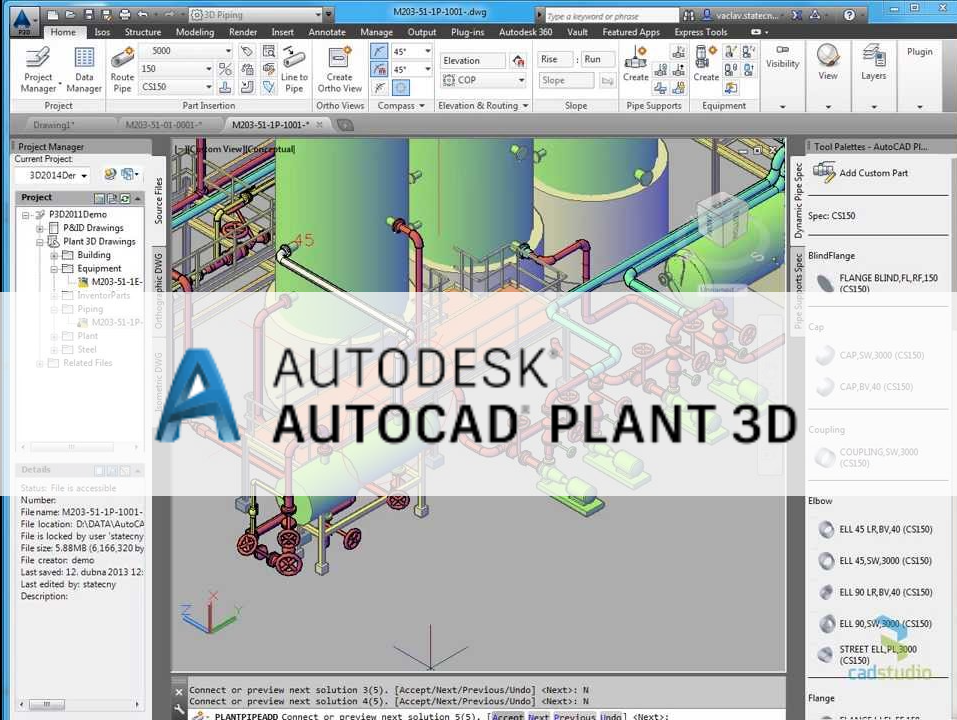 M203-51-1P-1001-.dwg
3D Piping
Type a keyword or phrase
vaclav.statecn...
P3D
Home Isos Structure Modeling Render Insert Annotate Manage Output Plug-ins Autodesk 360 Vault Featured Apps Express Tools
Project Manager
Data Manager
Route Pipe
5000
150
CS150
Line to Pipe
Create Ortho View
45°
45°
Elevation
COP
Rise : Run
Slope
Create
Create
Visibility
View
Layers
Plugin
Project
Part Insertion
Ortho Views
Compass
Elevation & Routing
Slope
Pipe Supports
Equipment
Drawing1*
M203-51-01-0001-*
M203-51-1P-1001-*
Project Manager
Current Project:
3D2014Der
Project
P3D2011Demo
P&ID Drawings
Plant 3D Drawings
Building
Equipment
M203-51-1E-
InventorParts
Piping
M203-51-1P-
Plant
Steel
Related Files
Source Files
Orthographic DWG
Isometric DWG
Details
Status: File is accessible
Number:
File name: M203-51-1P-1001-
File location: D:\DATA\AutoCA
File is locked by user 'statecny
File size: 5.88MB (6,166,320 by
File creator: demo
Last saved: 12. dubna 2013 12:
Last edited by: statecny
Description:
[−][Custom View][Conceptual]
45
S
Unnamed
Z X Y
AUTODESK®
AUTOCAD® PLANT 3D
Tool Palettes - AutoCAD Pl...
Dynamic Pipe Spec
Pipe Supports Spec
Add Custom Part
Spec: CS150
BlindFlange
FLANGE BLIND,FL,RF,150
(CS150)
Cap
CAP,SW,3000 (CS150)
CAP,BV,40 (CS150)
Coupling
COUPLING,SW,3000
(CS150)
Elbow
ELL 45 LR,BV,40 (CS150)
ELL 45,SW,3000 (CS150)
ELL 90 LR,BV,40 (CS150)
ELL 90,SW,3000 (CS150)
STREET ELL,PL,3000
(CS150)
cadstudio
Flange
Connect or preview next solution 3(5). [Accept/Next/Previous/Undo] <Next>: N
Connect or preview next solution 4(5). [Accept/Next/Previous/Undo] <Next>: N
PLANTPIPEADD Connect or preview next solution 5(5). [Accept Next Previous Undo] <Next>: